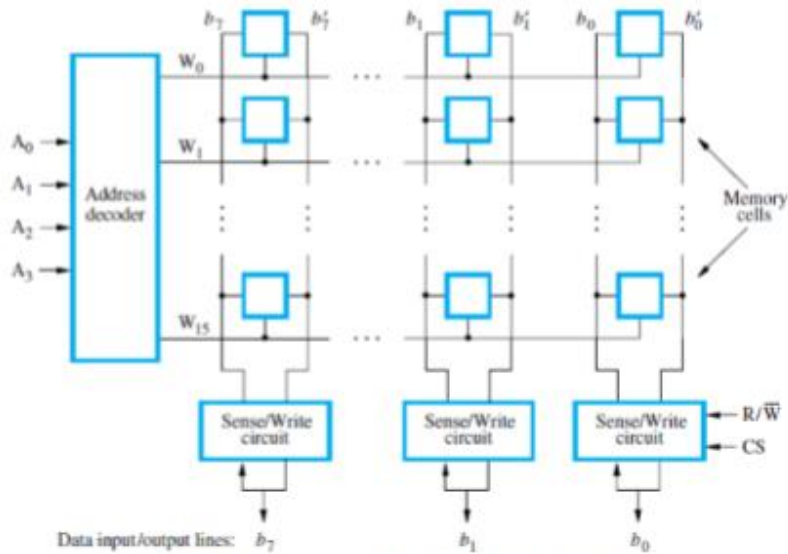 b₇ b′₇ b₁ b′₁ b₀ b′₀
W₀
A₀
W₁
A₁
Address
decoder
Memory
cells
A₂
A₃
W₁₅
Sense/Write
circuit
Sense/Write
circuit
Sense/Write
circuit
R/W̅
CS
Data input/output lines: b₇ b₁ b₀